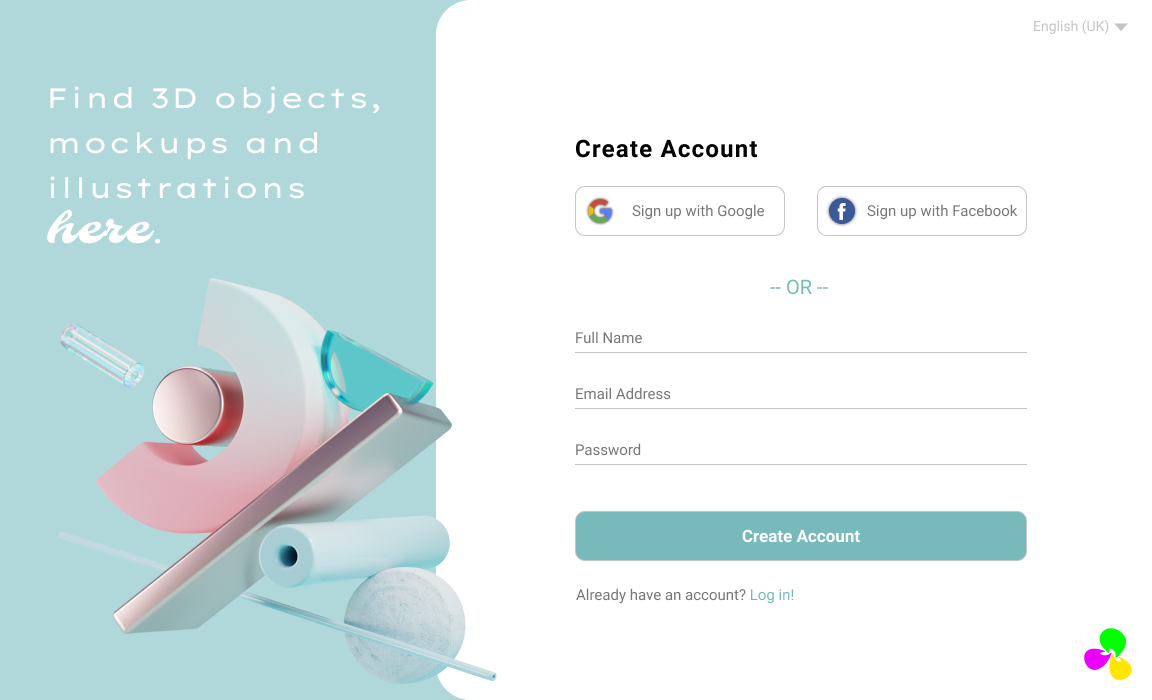 English (UK)
Find 3D objects,
mockups and
illustrations
here.
Create Account
Sign up with Google
Sign up with Facebook
-- OR --
Full Name
Email Address
Password
Create Account
Already have an account? Log in!